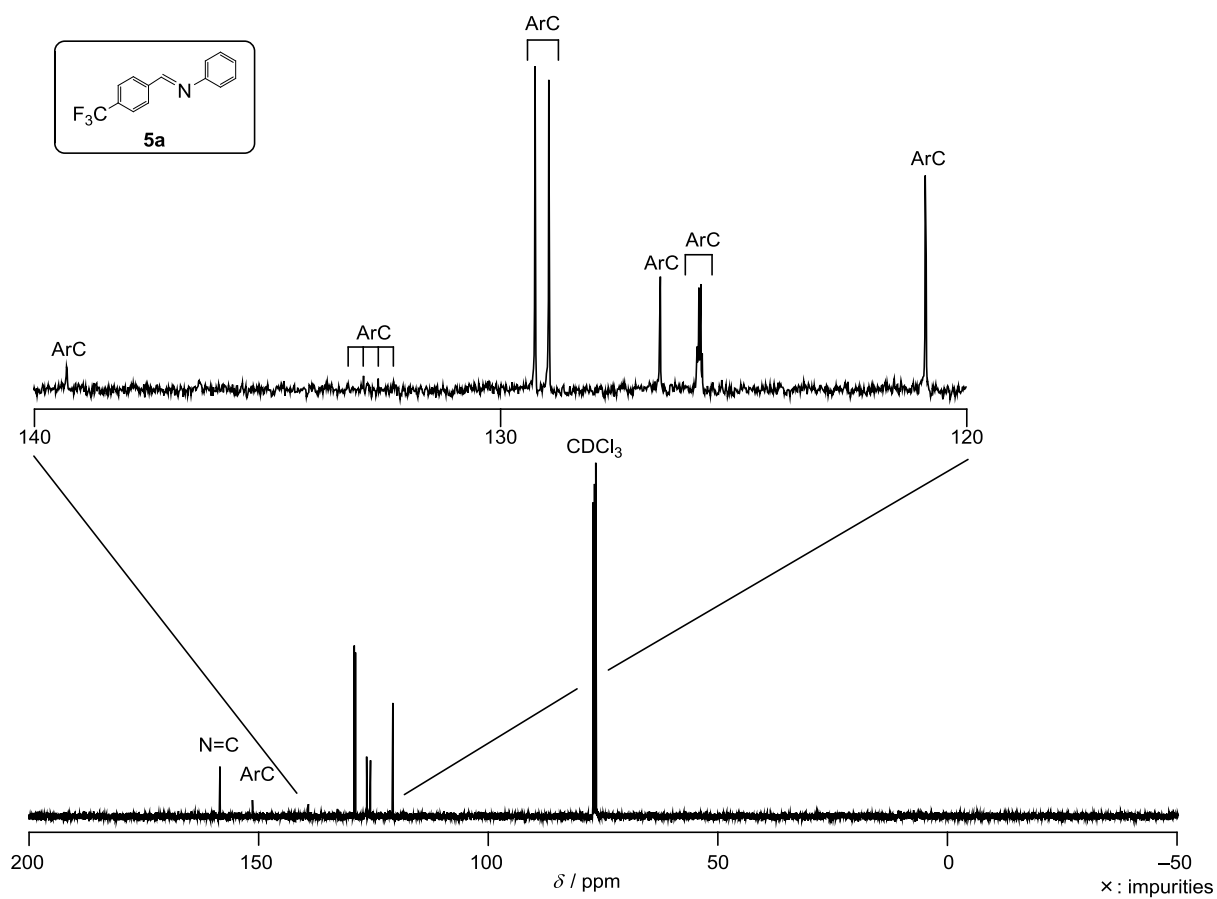 ArC
F₃C
N
5a
ArC
ArC
ArC
ArC
ArC
140
130
120
CDCl₃
N=C
ArC
200
150
100
50
0
–50
δ / ppm
× : impurities